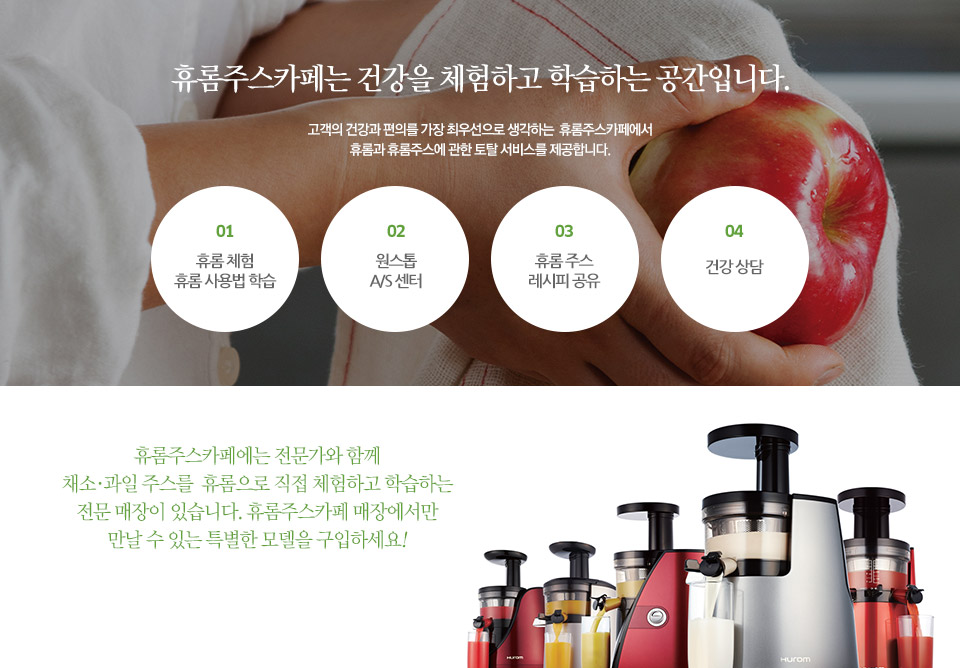 휴롬주스카페는 건강을 체험하고 학습하는 공간입니다.
고객의 건강과 편의를 가장 최우선으로 생각하는 휴롬주스카페에서
휴롬과 휴롬주스에 관한 토탈 서비스를 제공합니다.
01
휴롬 체험
휴롬 사용법 학습
02
원스톱
A/S 센터
03
휴롬 주스
레시피 공유
04
건강 상담
휴롬주스카페에는 전문가와 함께
채소·과일 주스를 휴롬으로 직접 체험하고 학습하는
전문 매장이 있습니다. 휴롬주스카페 매장에서만
만날 수 있는 특별한 모델을 구입하세요!
HUROM